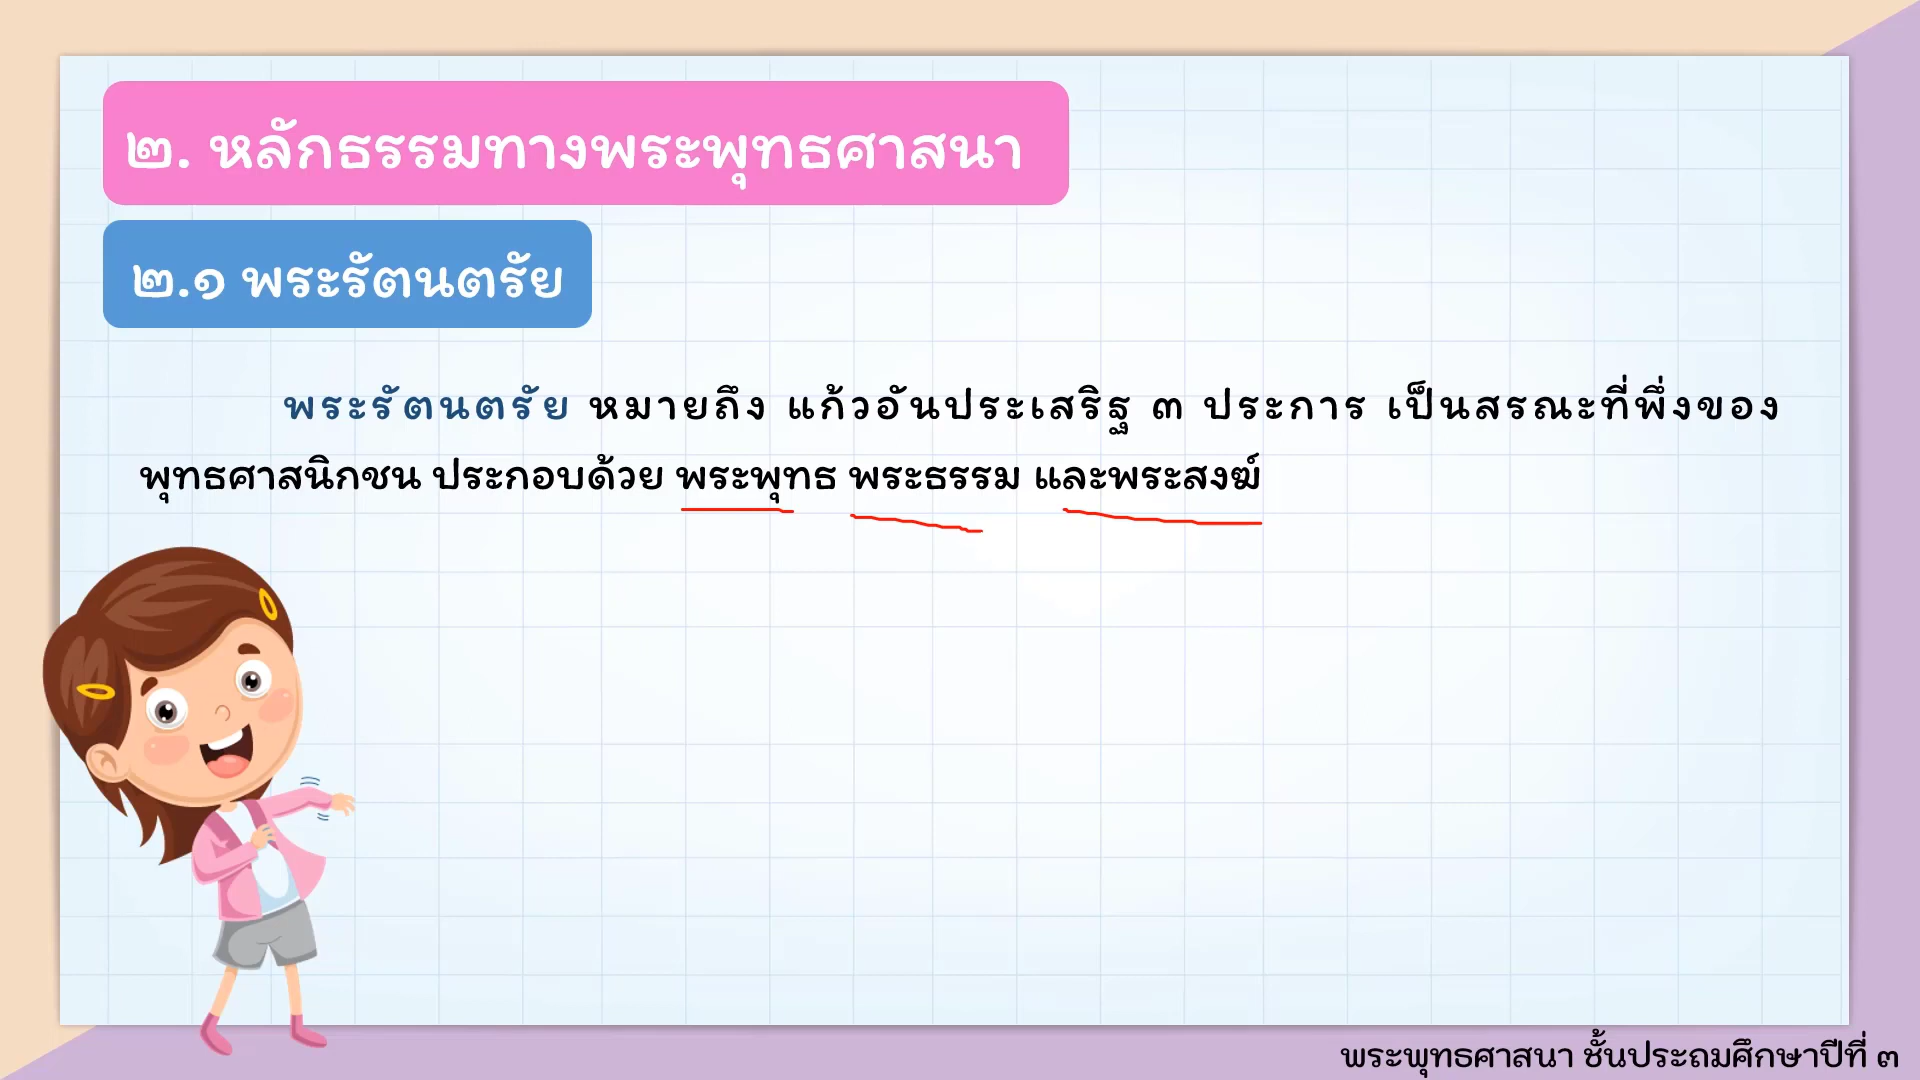 ๒. หลักธรรมทางพระพุทธศาสนา
๒.๑ พระรัตนตรัย
พระรัตนตรัย หมายถึง แก้วอันประเสริฐ ๓ ประการ เป็นสรณะที่พึ่งของ
พุทธศาสนิกชน ประกอบด้วย พระพุทธ พระธรรม และพระสงฆ์
พระพุทธศาสนา ชั้นประถมศึกษาปีที่ ๓